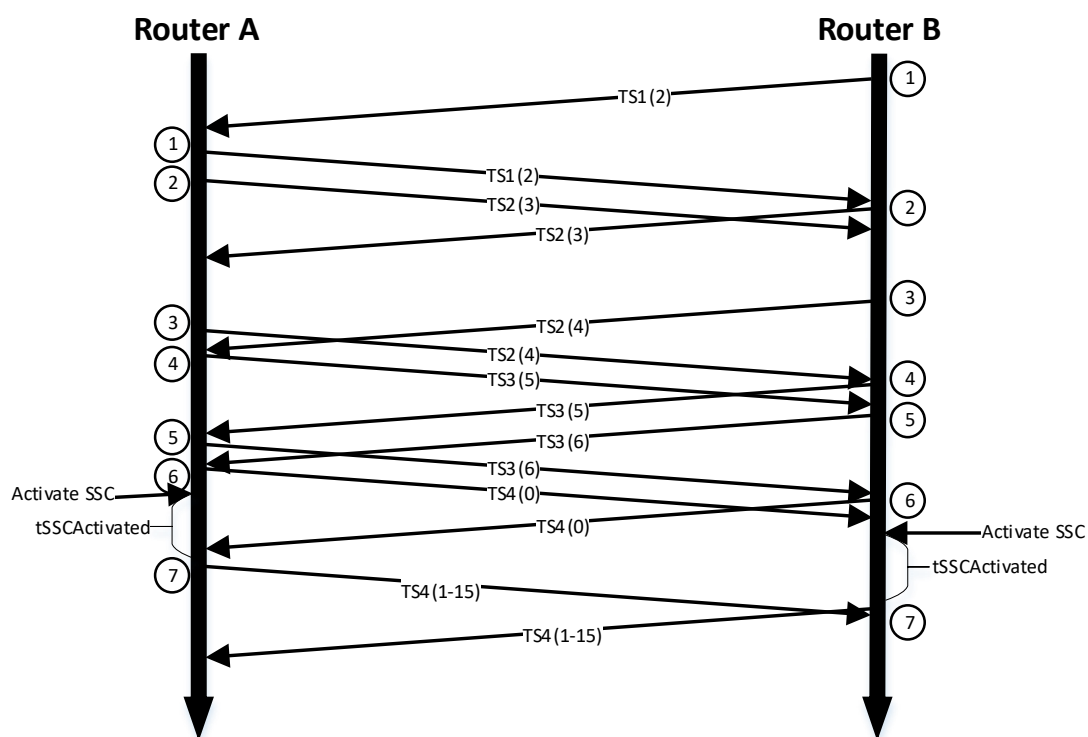 Router A
Router B
1
TS1(2)
1
TS1(2)
2
TS2(3)
2
TS2(3)
3
TS2(4)
3
TS2(4)
4
TS3(5)
4
TS3(5)
5
TS3(6)
5
TS3(6)
6
TS4(0)
6
Activate SSC
tSSCActivated
TS4(0)
Activate SSC
tSSCActivated
7
TS4(1-15)
7
TS4(1-15)